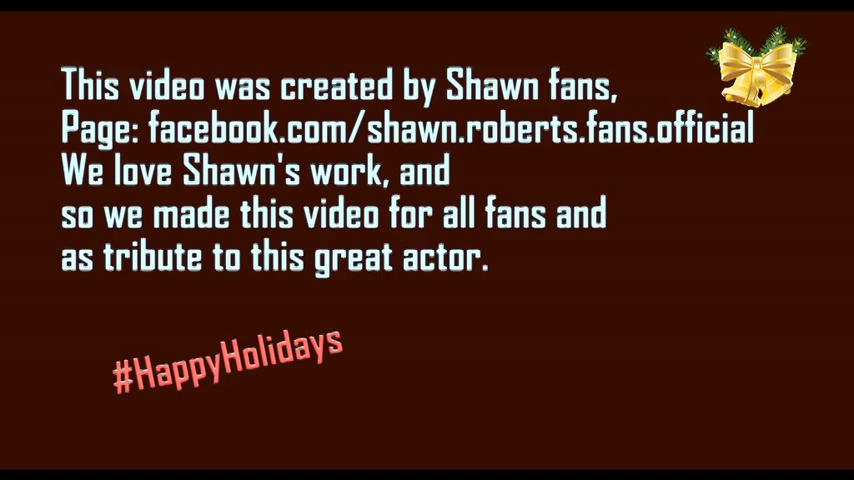 This video was created by Shawn fans,
Page: facebook.com/shawn.roberts.fans.official
We love Shawn's work, and
so we made this video for all fans and
as tribute to this great actor.
#HappyHolidays